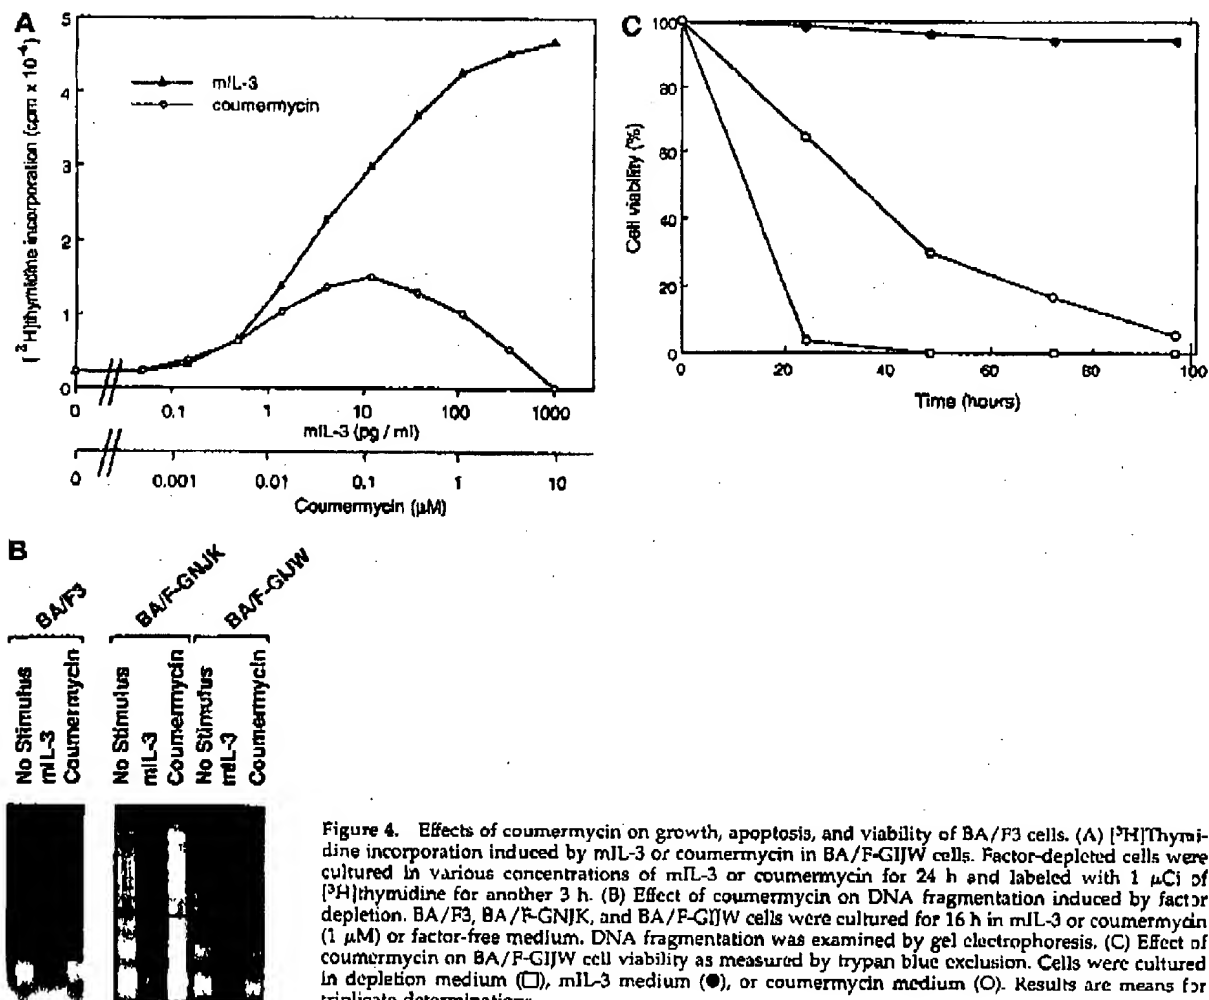 A
[3H]thymidine incorporation (cpm x 10-4)
5
4
3
2
1
0
mIL-3
coumermycin
0 0.1 1 10 100 1000
mIL-3 (pg / ml)
0 0.001 0.01 0.1 1 10
Coumermycin (µM)
C
Cell viability (%)
100
80
60
40
20
0
0 20 40 60 80 100
Time (hours)
B
BA/F3 BA/F-GNJK BA/F-GIJW
No Stimulus
mIL-3
Coumermycin
No Stimulus
mIL-3
Coumermycin
No Stimulus
mIL-3
Coumermycin
Figure 4. Effects of coumermycin on growth, apoptosis, and viability of BA/F3 cells. (A) [3H]Thymi-
dine incorporation induced by mIL-3 or coumermycin in BA/F-GIJW cells. Factor-depleted cells were
cultured in various concentrations of mIL-3 or coumermycin for 24 h and labeled with 1 µCi of
[3H]thymidine for another 3 h. (B) Effect of coumermycin on DNA fragmentation induced by factor
depletion. BA/F3, BA/F-GNJK, and BA/F-GIJW cells were cultured for 16 h in mIL-3 or coumermycin
(1 µM) or factor-free medium. DNA fragmentation was examined by gel electrophoresis. (C) Effect of
coumermycin on BA/F-GIJW cell viability as measured by trypan blue exclusion. Cells were cultured
in depletion medium (□), mIL-3 medium (●), or coumermycin medium (O). Results are means for
triplicate determinations